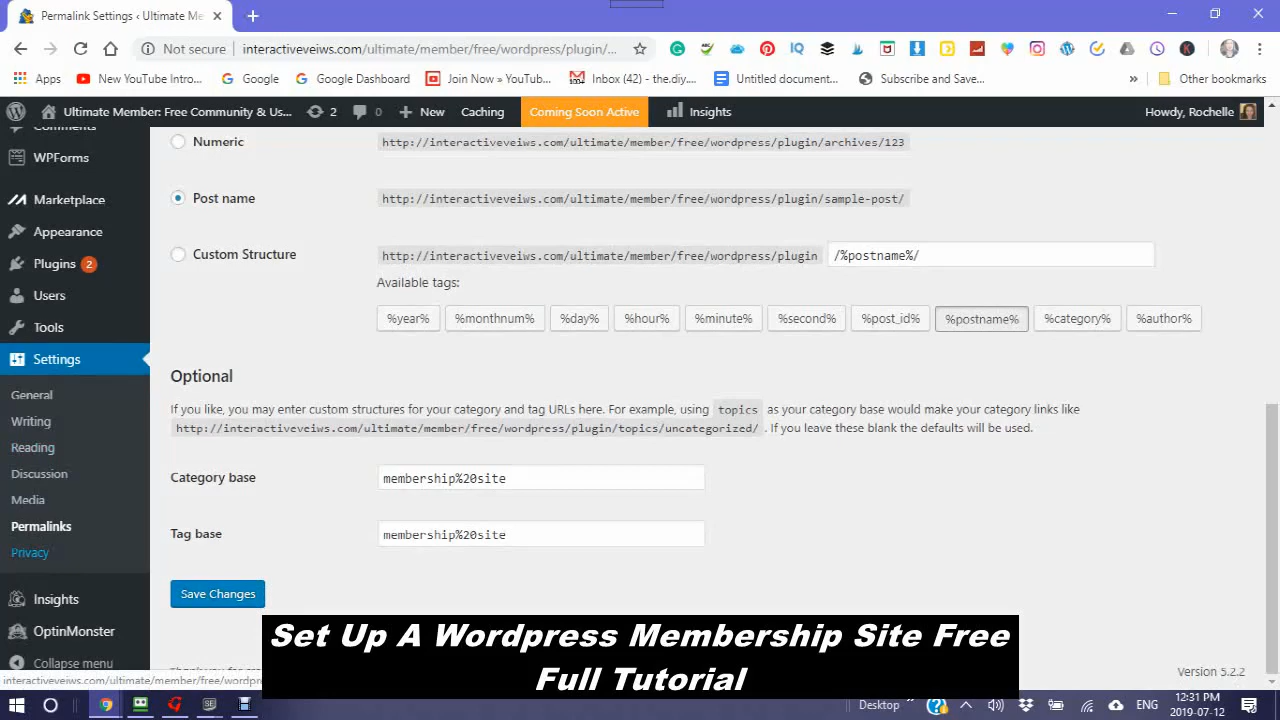 Permalink Settings ‹ Ultimate Me
Not secure interactiveveiws.com/ultimate/member/free/wordpress/plugin/...
Apps New YouTube Intro... Google Google Dashboard Join Now » YouTub... Inbox (42) - the.diy... Untitled document... Subscribe and Save... » Other bookmarks
Ultimate Member: Free Community & Us... 2 0 New Caching Coming Soon Active Insights Howdy, Rochelle
Comments
WPForms
Marketplace
Appearance
Plugins 2
Users
Tools
Settings
General
Writing
Reading
Discussion
Media
Permalinks
Privacy
Insights
OptinMonster
Collapse menu
Numeric http://interactiveveiws.com/ultimate/member/free/wordpress/plugin/archives/123
Post name http://interactiveveiws.com/ultimate/member/free/wordpress/plugin/sample-post/
Custom Structure http://interactiveveiws.com/ultimate/member/free/wordpress/plugin /%postname%/
Available tags:
%year% %monthnum% %day% %hour% %minute% %second% %post_id% %postname% %category% %author%
Optional
If you like, you may enter custom structures for your category and tag URLs here. For example, using topics as your category base would make your category links like
http://interactiveveiws.com/ultimate/member/free/wordpress/plugin/topics/uncategorized/ . If you leave these blank the defaults will be used.
Category base membership%20site
Tag base membership%20site
Save Changes
Set Up A Wordpress Membership Site Free
Full Tutorial
Version 5.2.2
interactiveveiws.com/ultimate/member/free/wordpr
Desktop » ENG 12:31 PM
2019-07-12